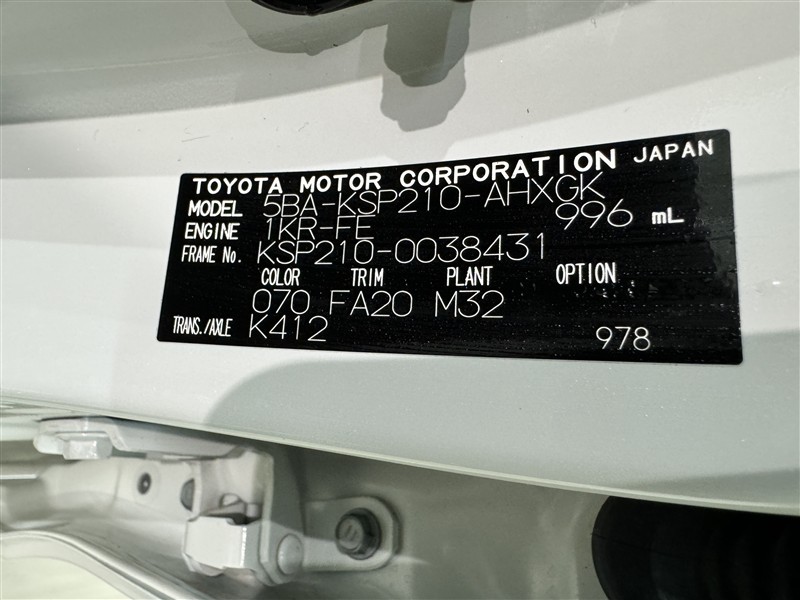 TOYOTA MOTOR CORPORATION JAPAN
MODEL 5BA-KSP210-AHXGK
ENGINE 1KR-FE 996 mL
FRAME No. KSP210-0038431
COLOR TRIM PLANT OPTION
070 FA20 M32
TRANS./AXLE K412 978